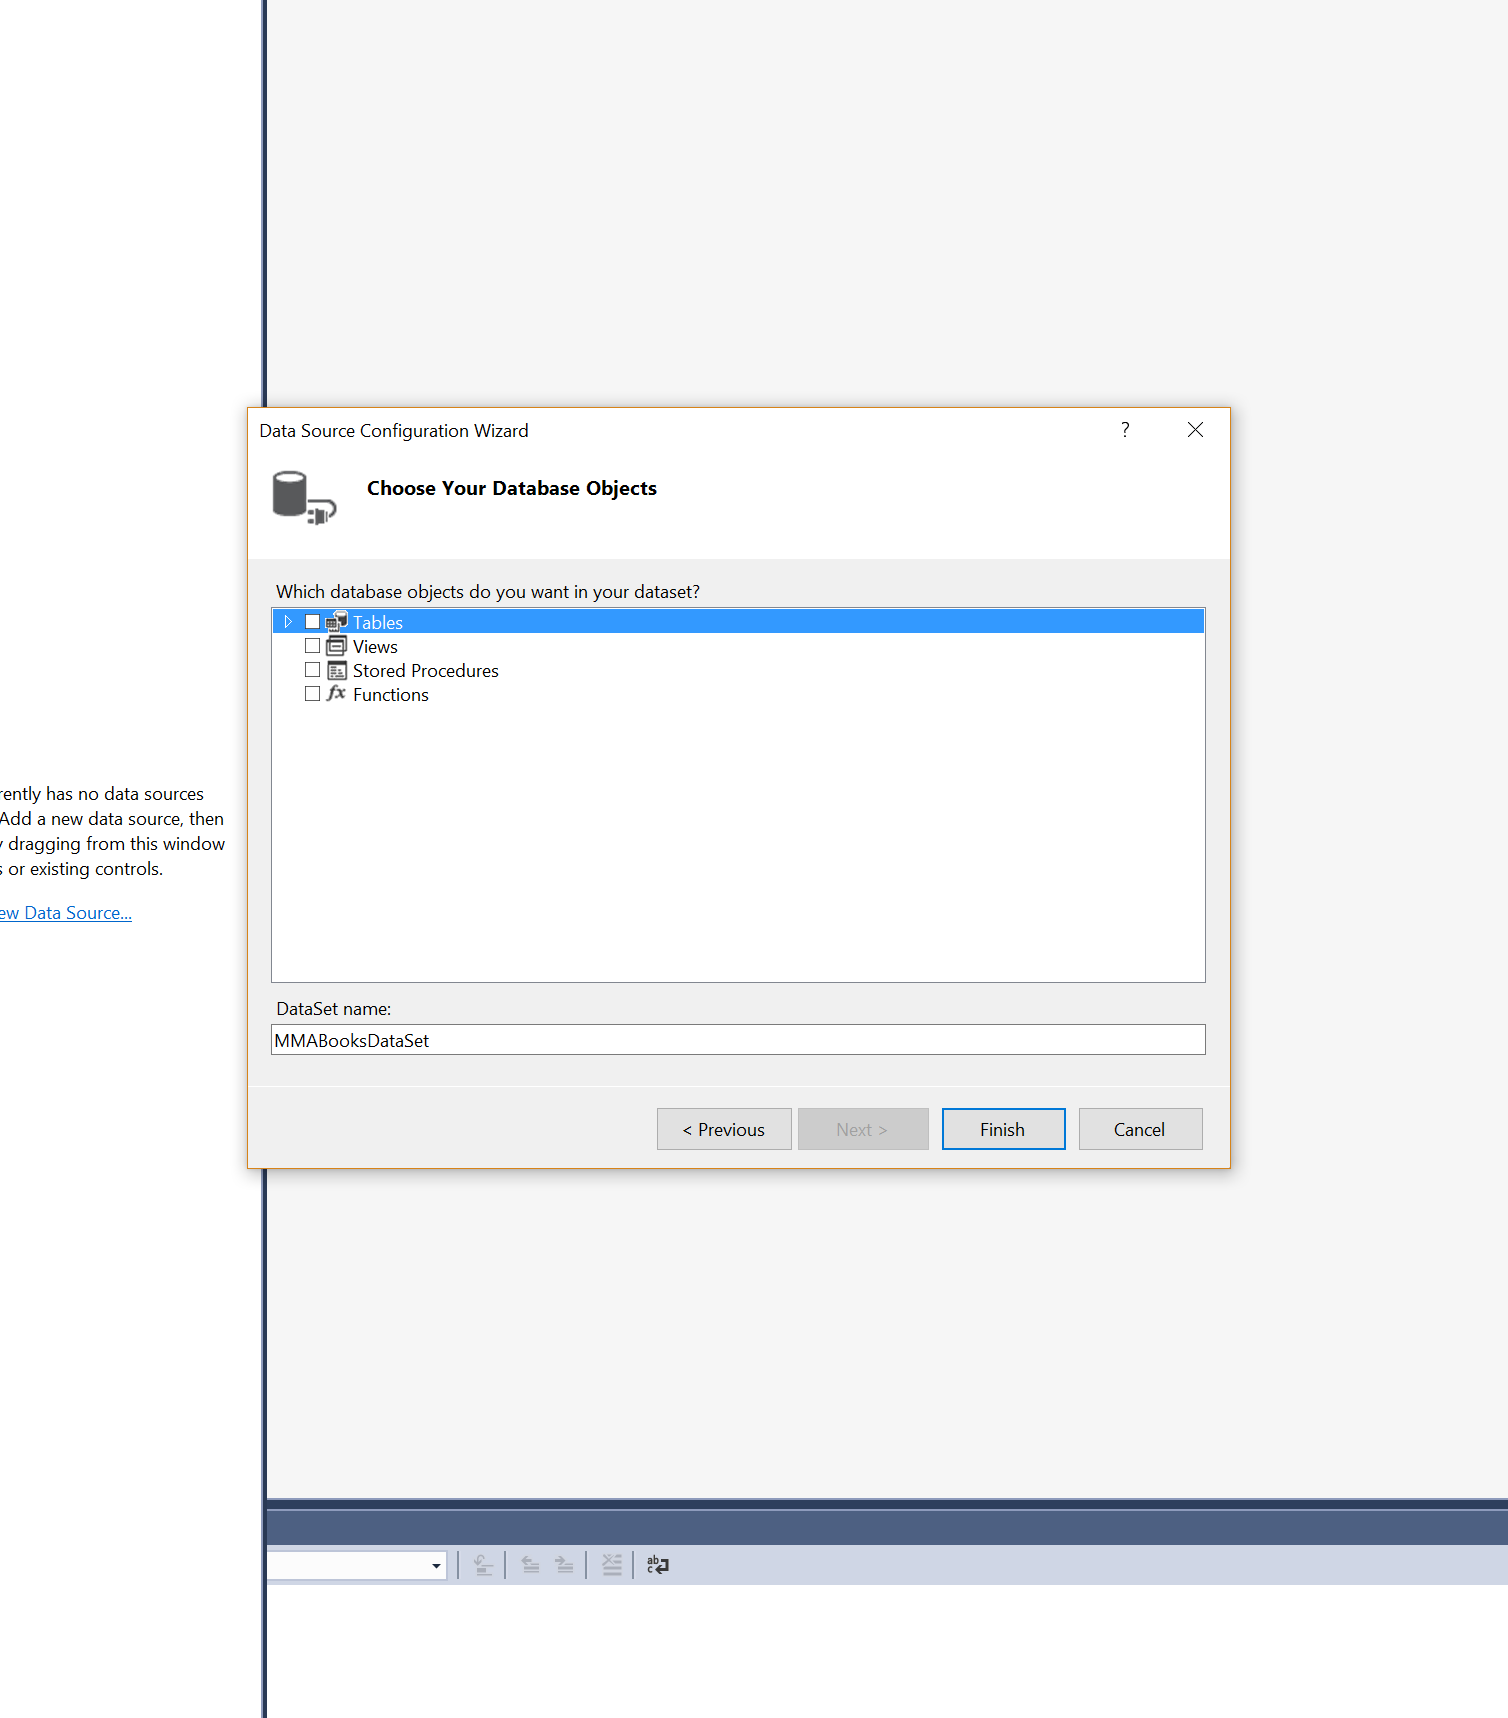 Data Source Configuration Wizard
?
Choose Your Database Objects
Which database objects do you want in your dataset?
Tables
Views
Stored Procedures
fx Functions
rently has no data sources
Add a new data source, then
y dragging from this window
s or existing controls.
ew Data Source...
DataSet name:
MMABooksDataSet
< Previous
Next >
Finish
Cancel
ab
c